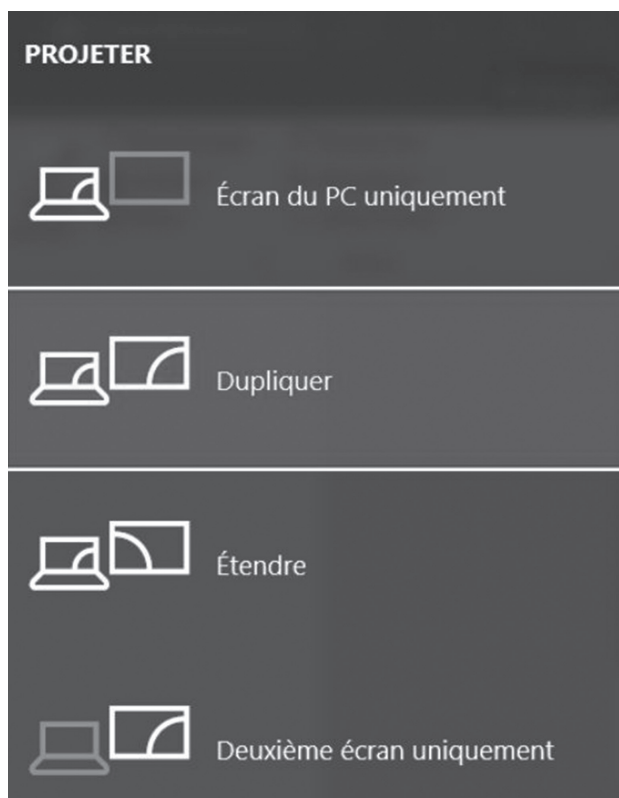 PROJETER
Écran du PC uniquement
Dupliquer
Étendre
Deuxième écran uniquement